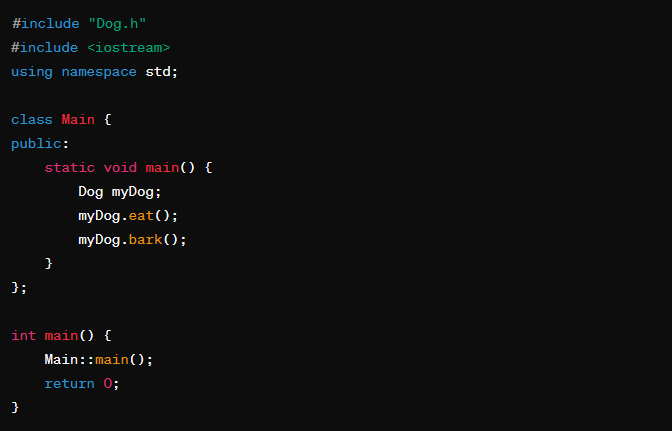 #include "Dog.h"
#include <iostream>
using namespace std;

class Main {
public:
    static void main() {
        Dog myDog;
        myDog.eat();
        myDog.bark();
    }
};

int main() {
    Main::main();
    return 0;
}